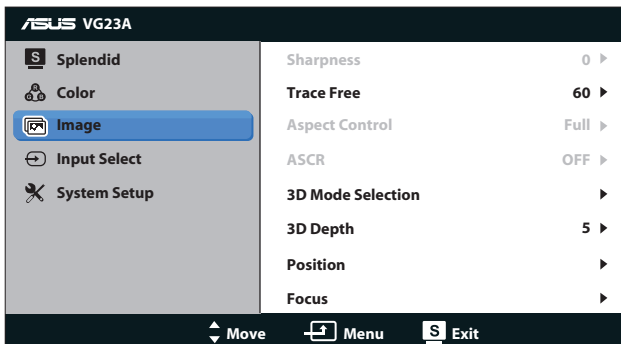 ASUS VG23A
S Splendid
Color
Image
Input Select
System Setup
Sharpness 0
Trace Free 60
Aspect Control Full
ASCR OFF
3D Mode Selection
3D Depth 5
Position
Focus
Move Menu S Exit